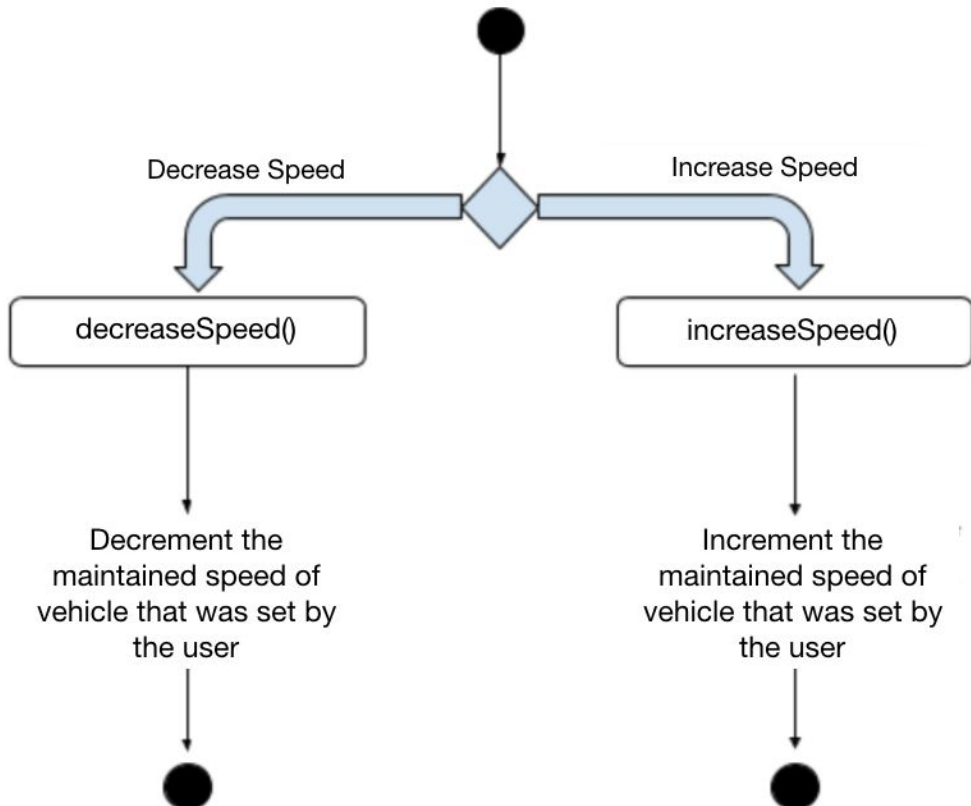 Decrease Speed
Increase Speed
decreaseSpeed()
increaseSpeed()
Decrement the
maintained speed of
vehicle that was set by
the user
Increment the
maintained speed of
vehicle that was set by
the user